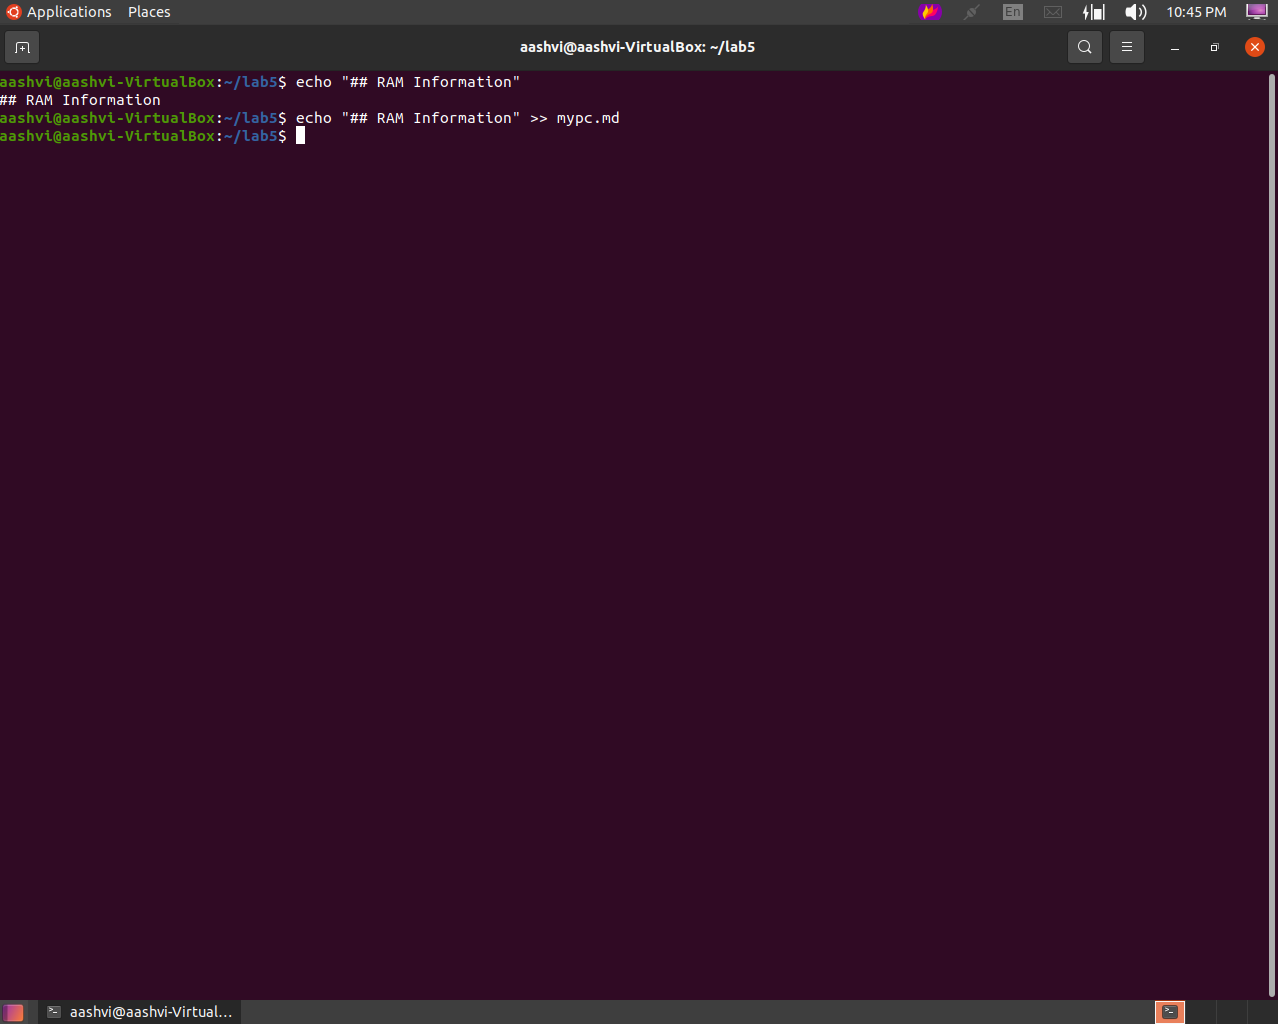 Applications Places En 10:45 PM
aashvi@aashvi-VirtualBox: ~/lab5
aashvi@aashvi-VirtualBox:~/lab5$ echo "## RAM Information"
## RAM Information
aashvi@aashvi-VirtualBox:~/lab5$ echo "## RAM Information" >> mypc.md
aashvi@aashvi-VirtualBox:~/lab5$
aashvi@aashvi-Virtual...